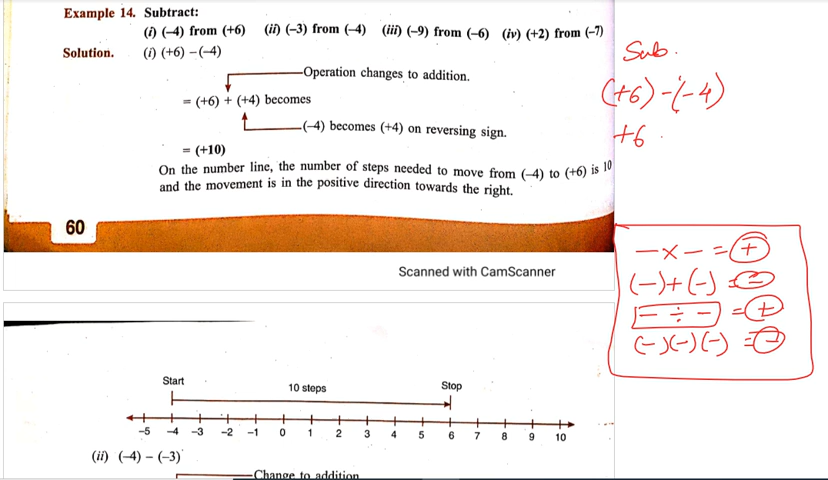 Example 14. Subtract:
(i) (–4) from (+6) (ii) (–3) from (–4) (iii) (–9) from (–6) (iv) (+2) from (–7)
Solution. (i) (+6) – (–4)
Operation changes to addition.
= (+6) + (+4) becomes
(–4) becomes (+4) on reversing sign.
= (+10)
On the number line, the number of steps needed to move from (–4) to (+6) is 10
and the movement is in the positive direction towards the right.
60
Scanned with CamScanner
Sub.
(+6) - (-4)
+6
- x - = +
(-) + (-) = -
- ÷ - = +
(-)(-)(-) = -
Start 10 steps Stop
-5 -4 -3 -2 -1 0 1 2 3 4 5 6 7 8 9 10
(ii) (–4) – (–3)
Change to addition